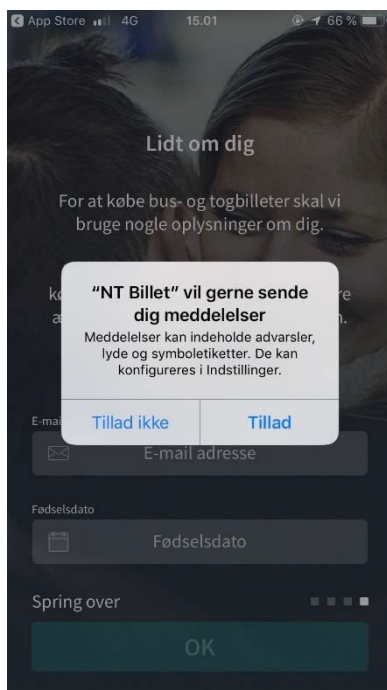 App Store 4G 15.01 66 %
Lidt om dig
For at købe bus- og togbilleter skal vi
bruge nogle oplysninger om dig.
“NT Billet” vil gerne sende
dig meddelelser
Meddelelser kan indeholde advarsler,
lyde og symboletiketter. De kan
konfigureres i Indstillinger.
Tillad ikke Tillad
E-mail adresse
Fødselsdato
Fødselsdato
Spring over
OK